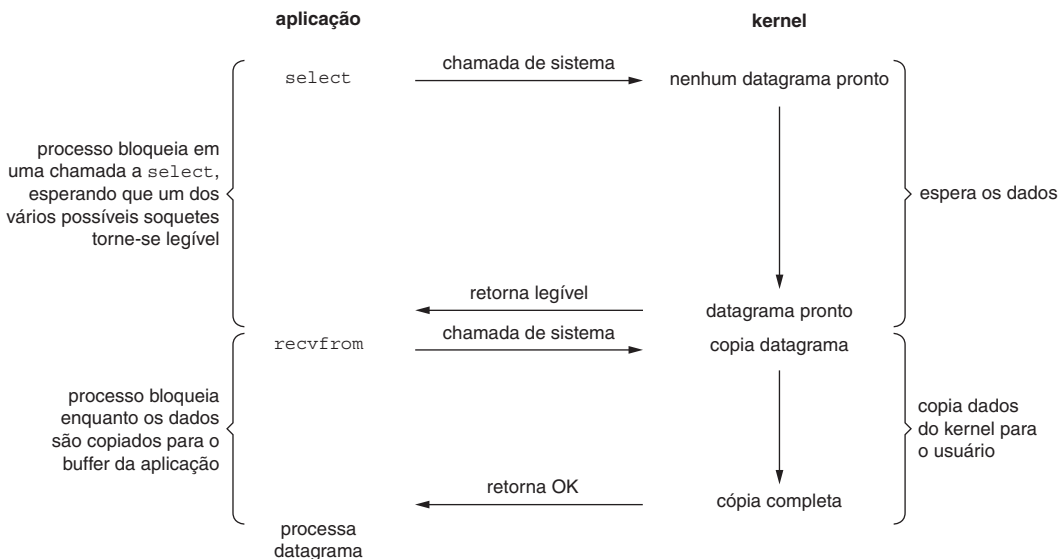 aplicação
kernel
select
chamada de sistema
nenhum datagrama pronto
processo bloqueia em
uma chamada a select,
esperando que um dos
vários possíveis soquetes
torne-se legível
espera os dados
retorna legível
datagrama pronto
recvfrom
chamada de sistema
copia datagrama
processo bloqueia
enquanto os dados
são copiados para o
buffer da aplicação
copia dados
do kernel para
o usuário
retorna OK
cópia completa
processa
datagrama